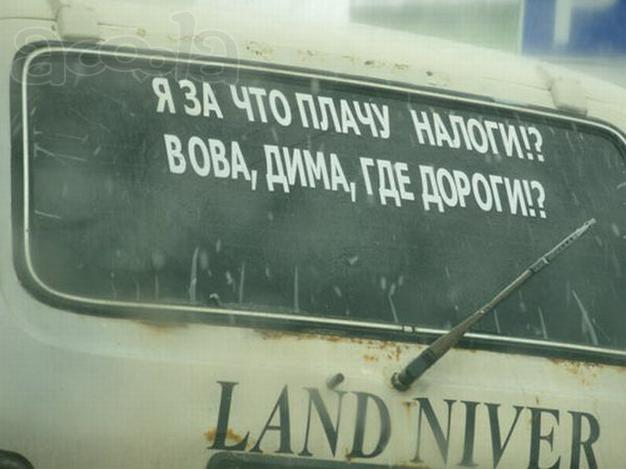 Я ЗА ЧТО ПЛАЧУ НАЛОГИ!?
ВОВА, ДИМА, ГДЕ ДОРОГИ!?
LAND NIVER